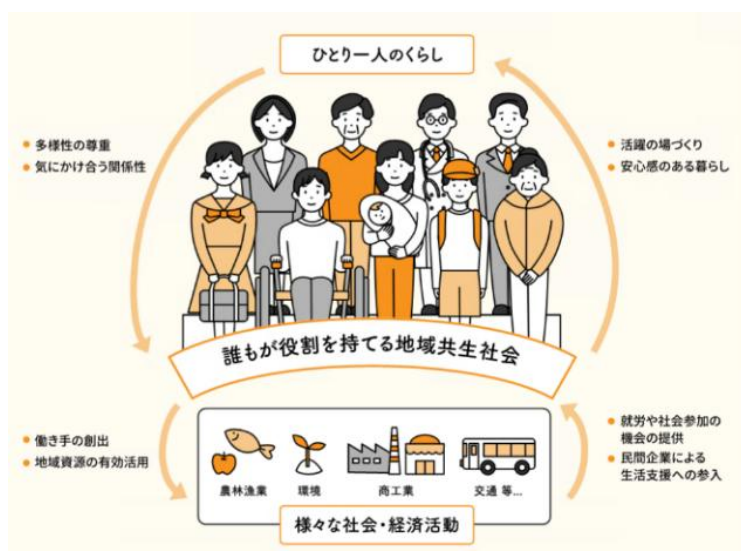 ひとり一人のくらし
● 多様性の尊重
● 気にかけ合う関係性
● 活躍の場づくり
● 安心感のある暮らし
誰もが役割を持てる地域共生社会
● 働き手の創出
● 地域資源の有効活用
● 就労や社会参加の
機会の提供
● 民間企業による
生活支援への参入
農林漁業
環境
商工業
交通 等...
様々な社会・経済活動